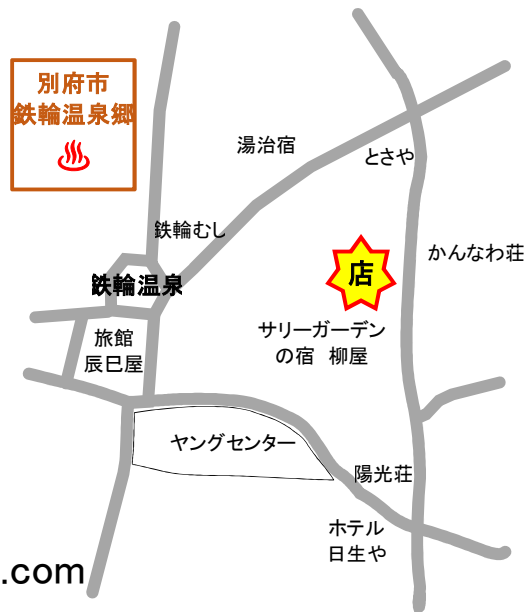 別府市
鉄輪温泉郷
湯治宿
とさや
鉄輪むし
かんなわ荘
店
鉄輪温泉
サリーガーデン
の宿 柳屋
旅館
辰巳屋
ヤングセンター
陽光荘
ホテル
日生や
.com